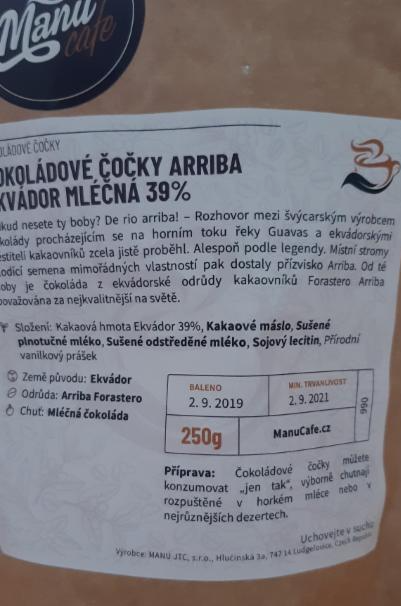 Manu
cafe
OLÁDOVÉ ČOČKY
OKOLÁDOVÉ ČOČKY ARRIBA
KVÁDOR MLÉČNÁ 39%
kud nesete ty boby? De rio arriba! – Rozhovor mezi švýcarským výrobcem
kolády procházejícím se na horním toku řeky Guavas a ekvádorskými
ěstiteli kakaovníků zcela jistě proběhl. Alespoň podle legendy. Místní stromy
odící semena mimořádných vlastností pak dostaly přízvisko Arriba. Od té
oby je čokoláda z ekvádorské odrůdy kakaovníků Forastero Arriba
považována za nejkvalitnější na světě.
Složení: Kakaová hmota Ekvádor 39%, Kakaové máslo, Sušené
plnotučné mléko, Sušené odstředěné mléko, Sojový lecitin, Přírodní
vanilkový prášek
Země původu: Ekvádor
Odrůda: Arriba Forastero
Chuť: Mléčná čokoláda
BALENO
2. 9. 2019
MIN. TRVANLIVOST
2. 9. 2021
990
250g
ManuCafe.cz
Příprava: Čokoládové čočky můžete
konzumovat „jen tak“, výborně chutnají
rozpuštěné v horkém mléce nebo v
nejrůznějších dezertech.
Uchovejte v suchu
Výrobce: MANU JTC, s.r.o., Hlučínská 3a, 747 14 Ludgeřovice, Czech Republic